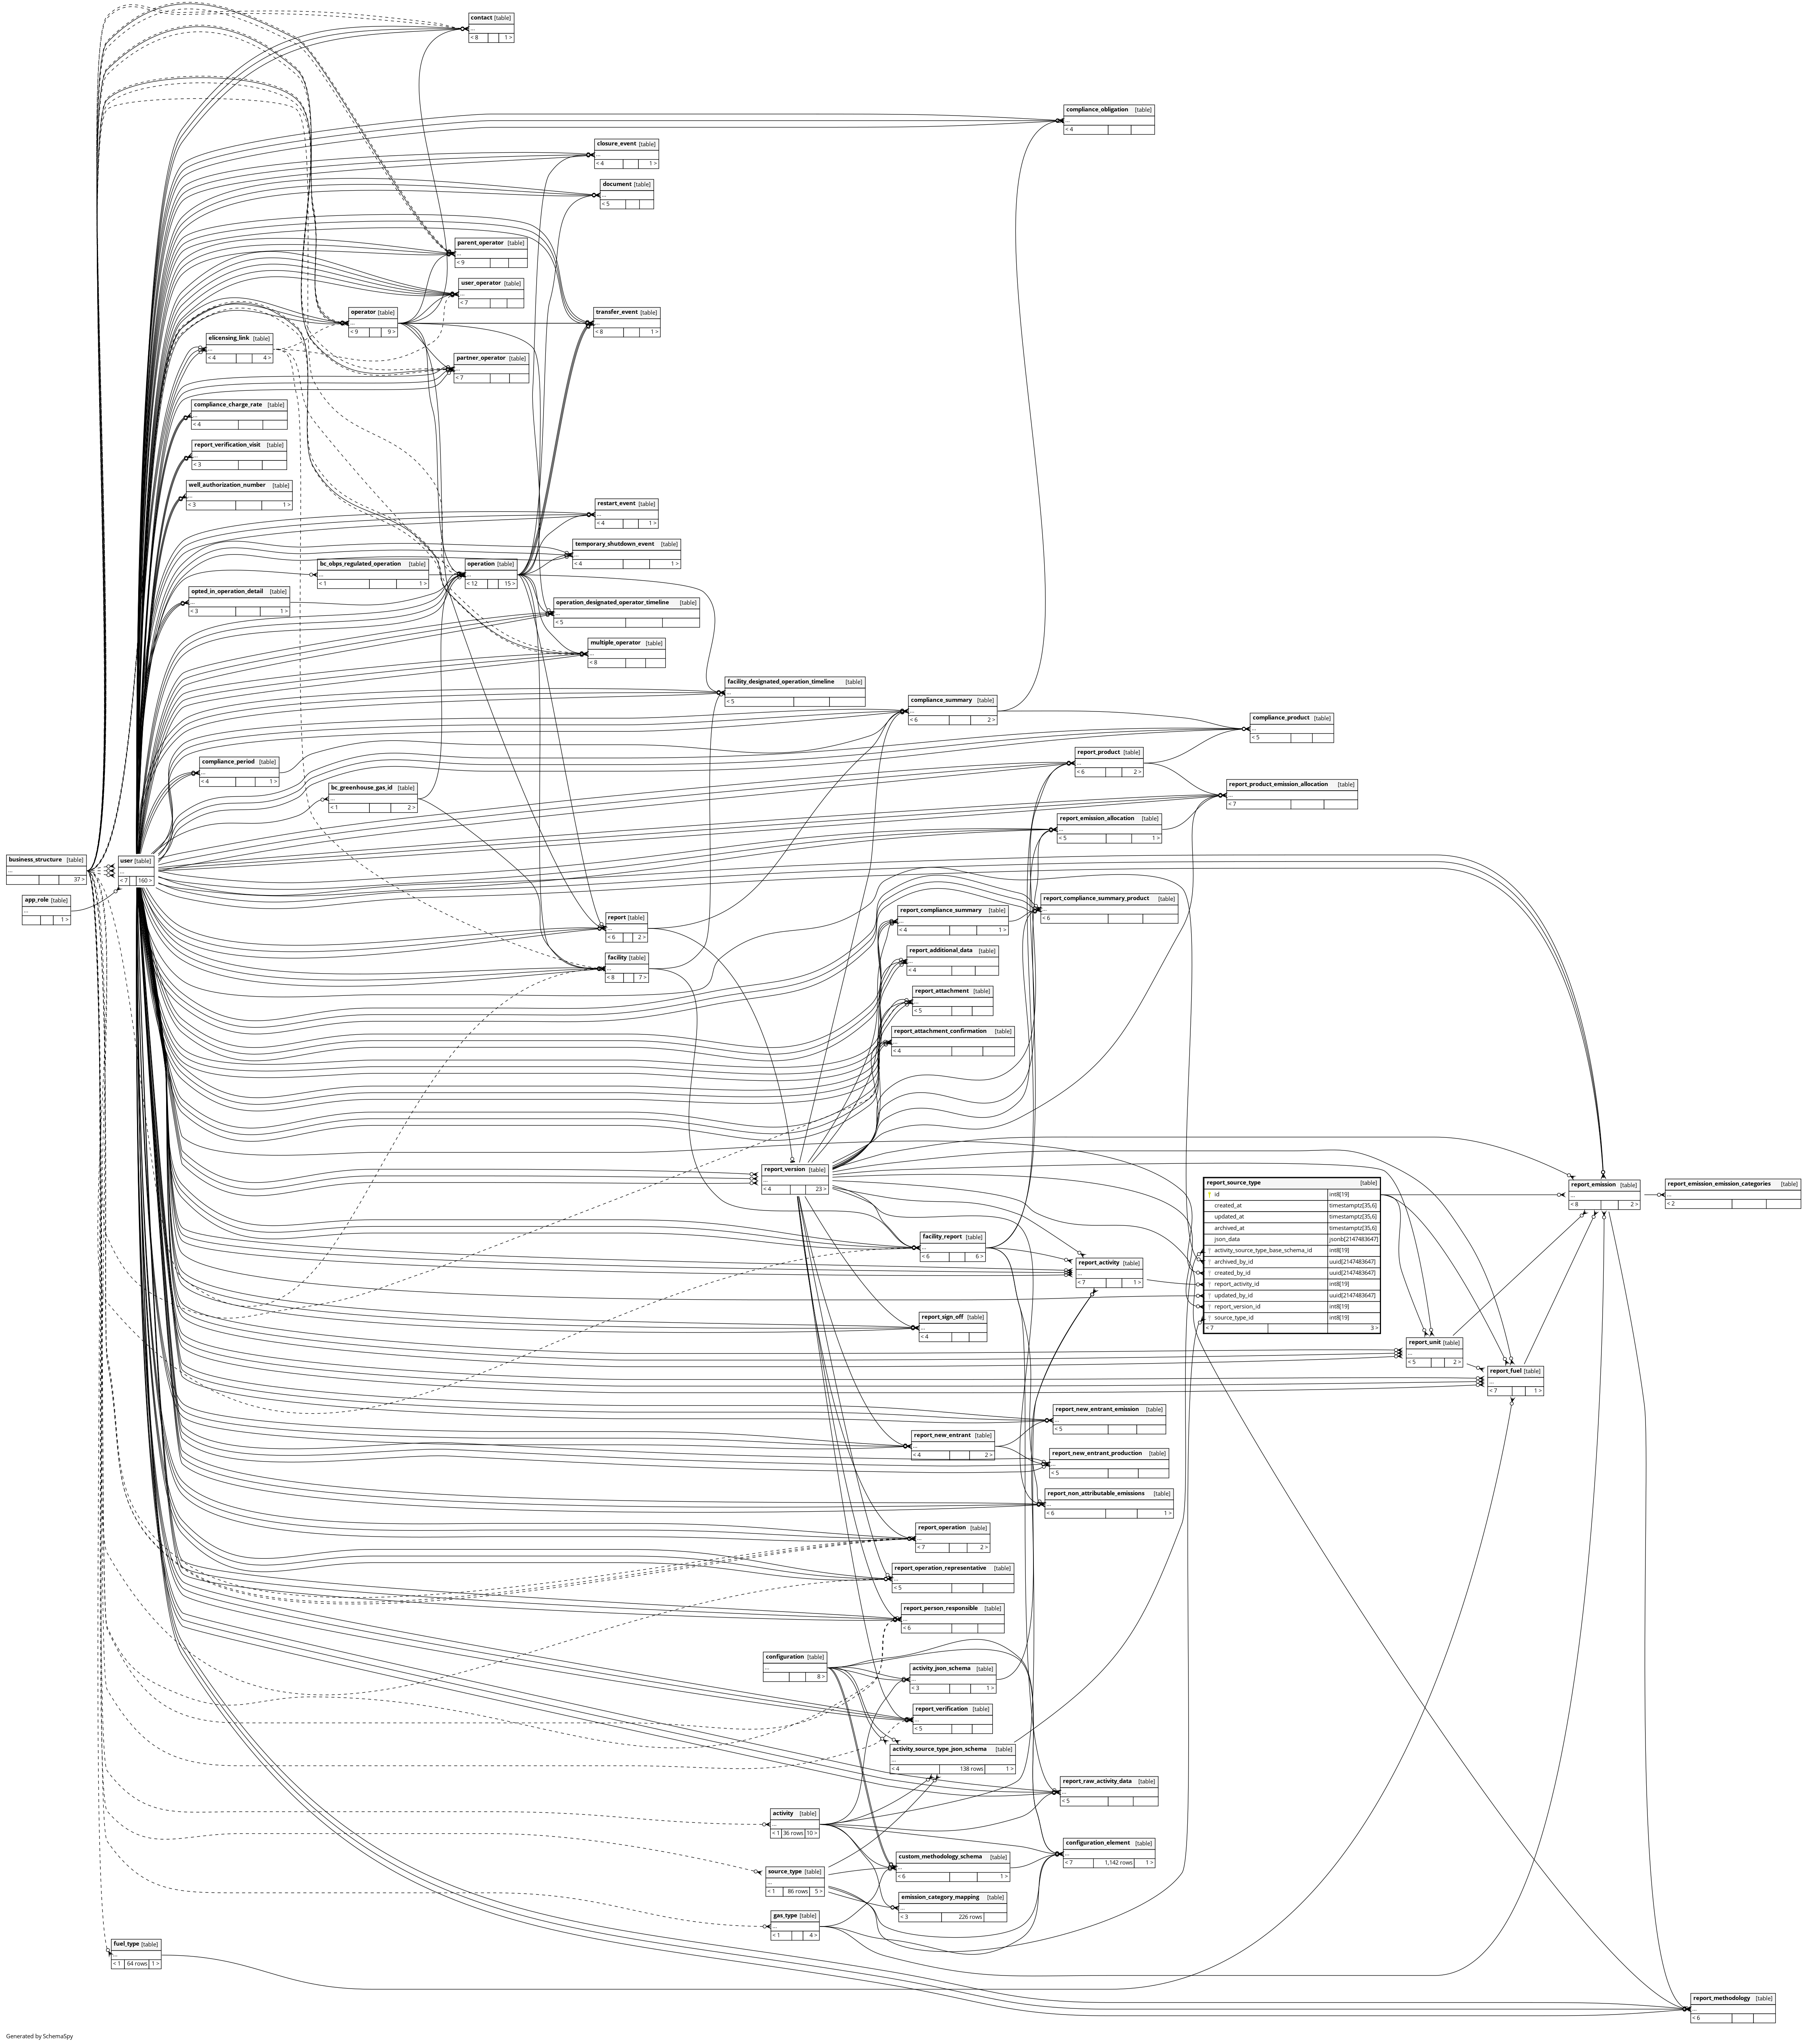 contact [table]
...
< 8 1 >
compliance_obligation [table]
...
< 4
closure_event [table]
...
< 4 1 >
document [table]
...
< 5
parent_operator [table]
...
< 9
user_operator [table]
...
< 7
operator [table]
...
< 9 9 >
transfer_event [table]
...
< 8 1 >
elicensing_link [table]
...
< 4 4 >
partner_operator [table]
...
< 7
compliance_charge_rate [table]
...
< 4
report_verification_visit [table]
...
< 3
well_authorization_number [table]
...
< 3 1 >
restart_event [table]
...
< 4 1 >
temporary_shutdown_event [table]
...
< 4 1 >
bc_obps_regulated_operation [table]
...
< 1 1 >
operation [table]
...
< 12 15 >
opted_in_operation_detail [table]
...
< 3 1 >
operation_designated_operator_timeline [table]
...
< 5
multiple_operator [table]
...
< 8
facility_designated_operation_timeline [table]
...
< 5
compliance_summary [table]
...
< 6 2 >
compliance_product [table]
...
< 5
report_product [table]
...
< 6 2 >
compliance_period [table]
...
< 4 1 >
bc_greenhouse_gas_id [table]
...
< 1 2 >
report_product_emission_allocation [table]
...
< 7
report_emission_allocation [table]
...
< 5 1 >
business_structure [table]
...
37 >
user [table]
...
< 7 160 >
app_role [table]
...
1 >
report_compliance_summary_product [table]
...
< 6
report_compliance_summary [table]
...
< 4 1 >
report [table]
...
< 6 2 >
report_additional_data [table]
...
< 4
facility [table]
...
< 8 7 >
report_attachment [table]
...
< 5
report_attachment_confirmation [table]
...
< 4
report_version [table]
...
< 4 23 >
report_source_type [table]
id int8[19]
created_at timestamptz[35,6]
updated_at timestamptz[35,6]
archived_at timestamptz[35,6]
json_data jsonb[2147483647]
activity_source_type_base_schema_id int8[19]
archived_by_id uuid[2147483647]
created_by_id uuid[2147483647]
report_activity_id int8[19]
updated_by_id uuid[2147483647]
report_version_id int8[19]
source_type_id int8[19]
< 7 3 >
report_emission [table]
...
< 8 2 >
report_emission_emission_categories [table]
...
< 2
facility_report [table]
...
< 6 6 >
report_activity [table]
...
< 7 1 >
report_sign_off [table]
...
< 4
report_unit [table]
...
< 5 2 >
report_fuel [table]
...
< 7 1 >
report_new_entrant_emission [table]
...
< 5
report_new_entrant [table]
...
< 4 2 >
report_new_entrant_production [table]
...
< 5
report_non_attributable_emissions [table]
...
< 6 1 >
report_operation [table]
...
< 7 2 >
report_operation_representative [table]
...
< 5
report_person_responsible [table]
...
< 6
configuration [table]
...
8 >
activity_json_schema [table]
...
< 3 1 >
report_verification [table]
...
< 5
activity_source_type_json_schema [table]
...
< 4 138 rows 1 >
report_raw_activity_data [table]
...
< 5
activity [table]
...
< 1 36 rows 10 >
configuration_element [table]
...
< 7 1,142 rows 1 >
custom_methodology_schema [table]
...
< 6 1 >
source_type [table]
...
< 1 86 rows 5 >
emission_category_mapping [table]
...
< 3 226 rows
gas_type [table]
...
< 1 4 >
fuel_type [table]
...
< 1 64 rows 1 >
report_methodology [table]
...
< 6
Generated by SchemaSpy